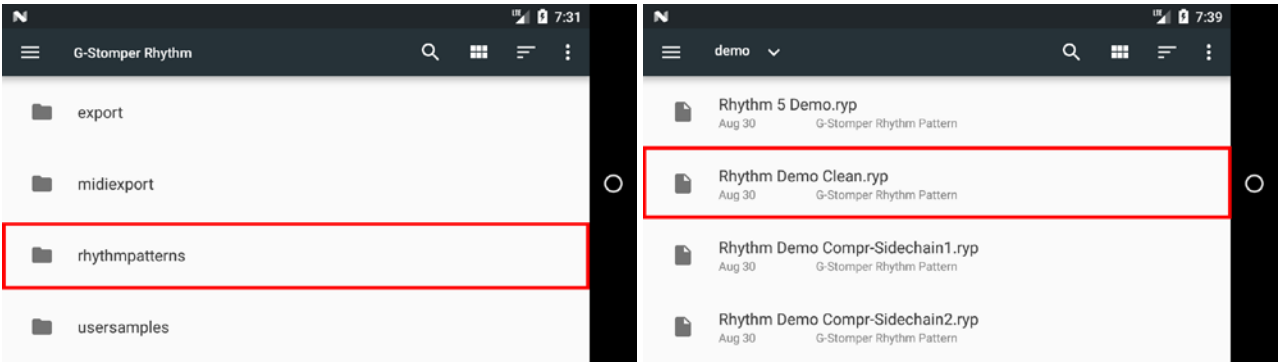 LTE 7:31
G-Stomper Rhythm
export
midiexport
rhythmpatterns
usersamples
LTE 7:39
demo
Rhythm 5 Demo.ryp
Aug 30 G-Stomper Rhythm Pattern
Rhythm Demo Clean.ryp
Aug 30 G-Stomper Rhythm Pattern
Rhythm Demo Compr-Sidechain1.ryp
Aug 30 G-Stomper Rhythm Pattern
Rhythm Demo Compr-Sidechain2.ryp
Aug 30 G-Stomper Rhythm Pattern